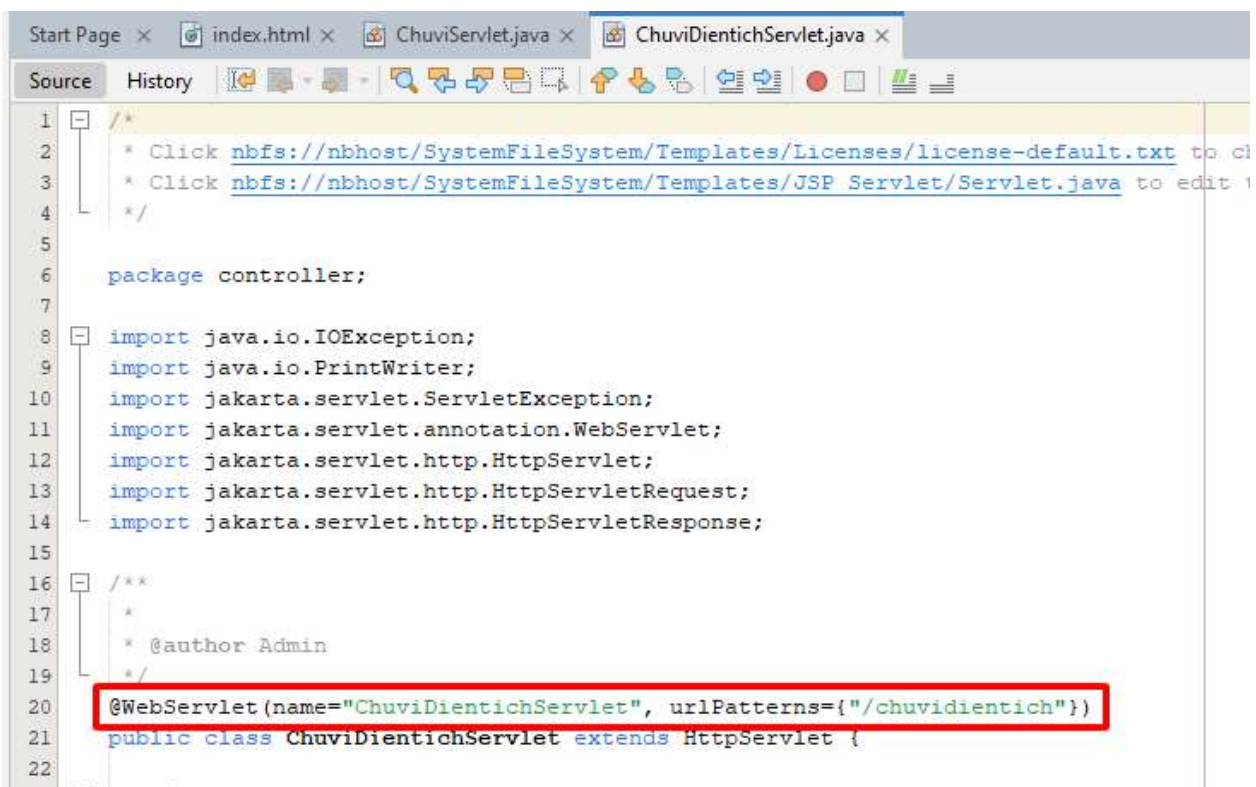 Start Page × index.html × ChuviServlet.java × ChuviDientichServlet.java ×
Source History
1 /*
2 * Click nbfs://nbhost/SystemFileSystem/Templates/Licenses/license-default.txt to
3 * Click nbfs://nbhost/SystemFileSystem/Templates/JSP_Servlet/Servlet.java to edit
4 */
5
6 package controller;
7
8 import java.io.IOException;
9 import java.io.PrintWriter;
10 import jakarta.servlet.ServletException;
11 import jakarta.servlet.annotation.WebServlet;
12 import jakarta.servlet.http.HttpServlet;
13 import jakarta.servlet.http.HttpServletRequest;
14 import jakarta.servlet.http.HttpServletResponse;
15
16 /**
17 *
18 * @author Admin
19 */
20 @WebServlet(name="ChuviDientichServlet", urlPatterns={"/chuvidientich"})
21 public class ChuviDientichServlet extends HttpServlet {
22